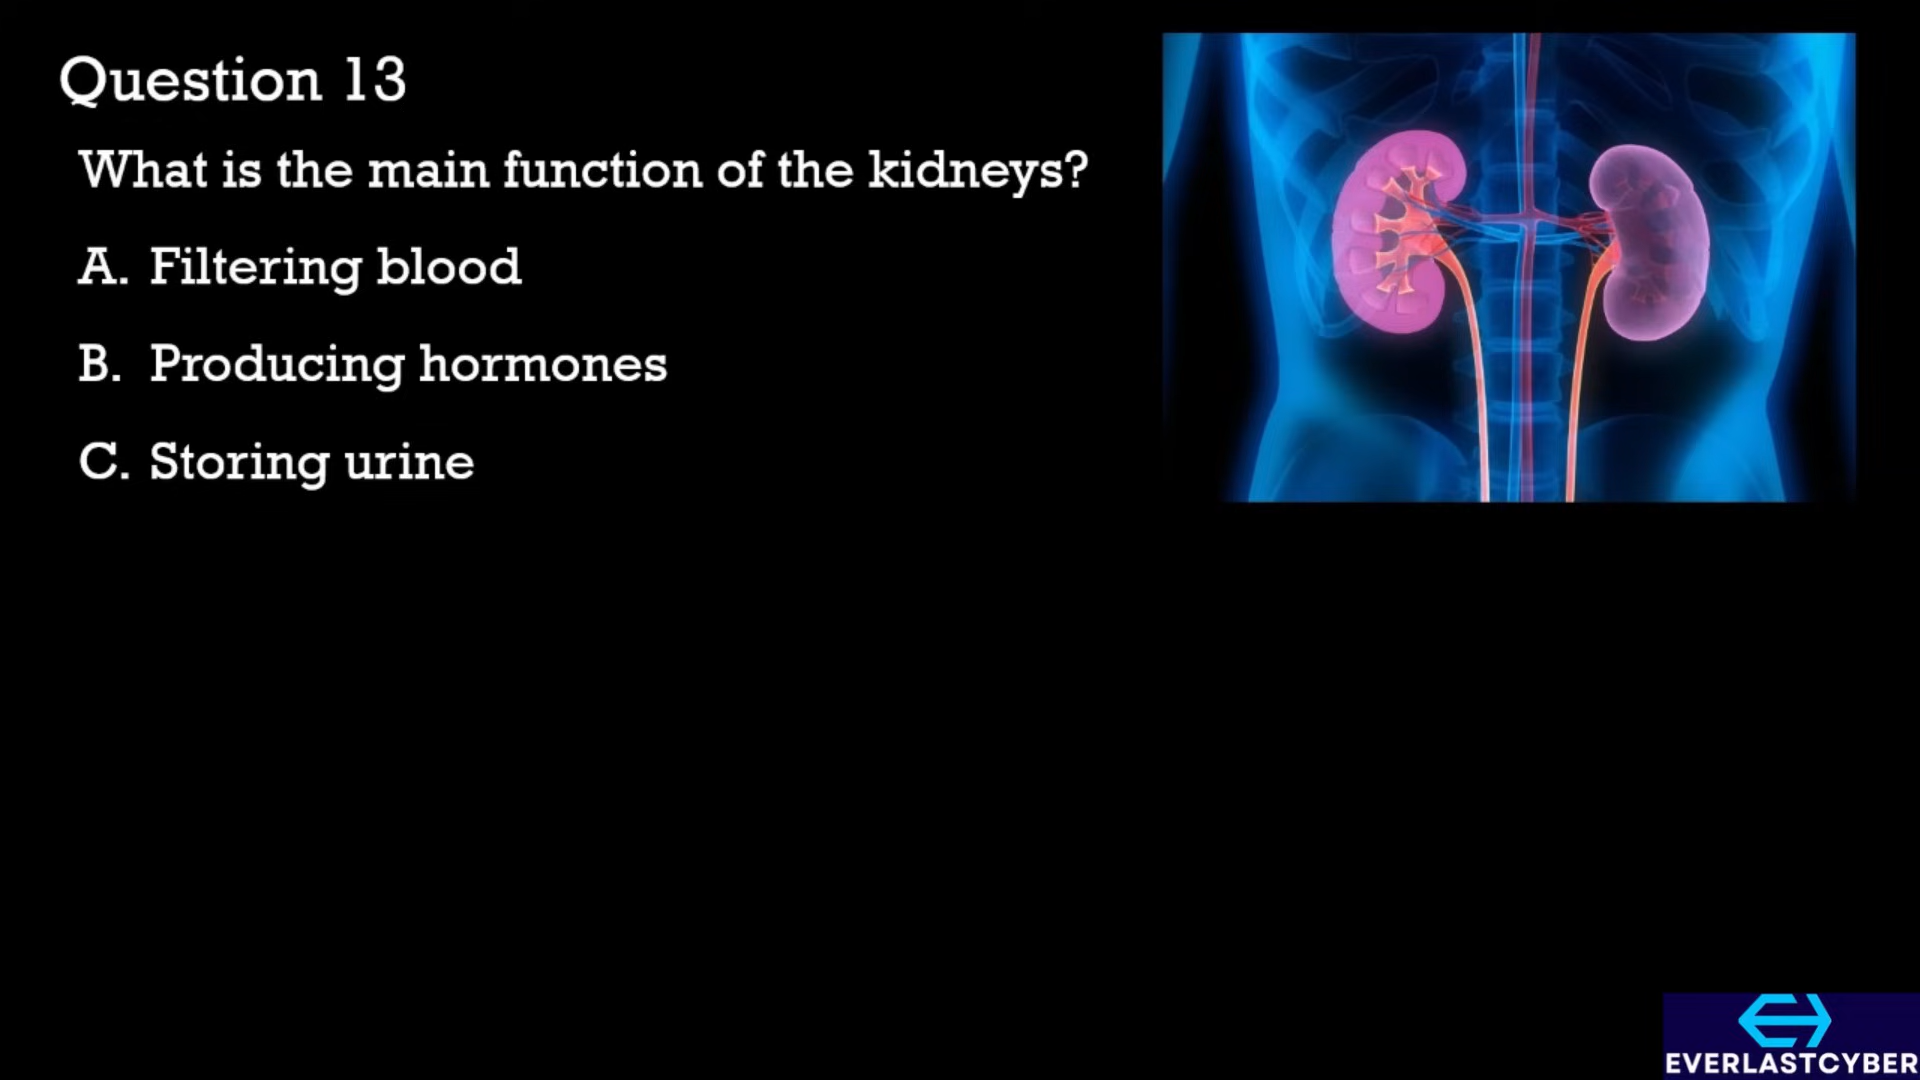 Question 13
What is the main function of the kidneys?
A. Filtering blood
B. Producing hormones
C. Storing urine
EVERLASTCYBER